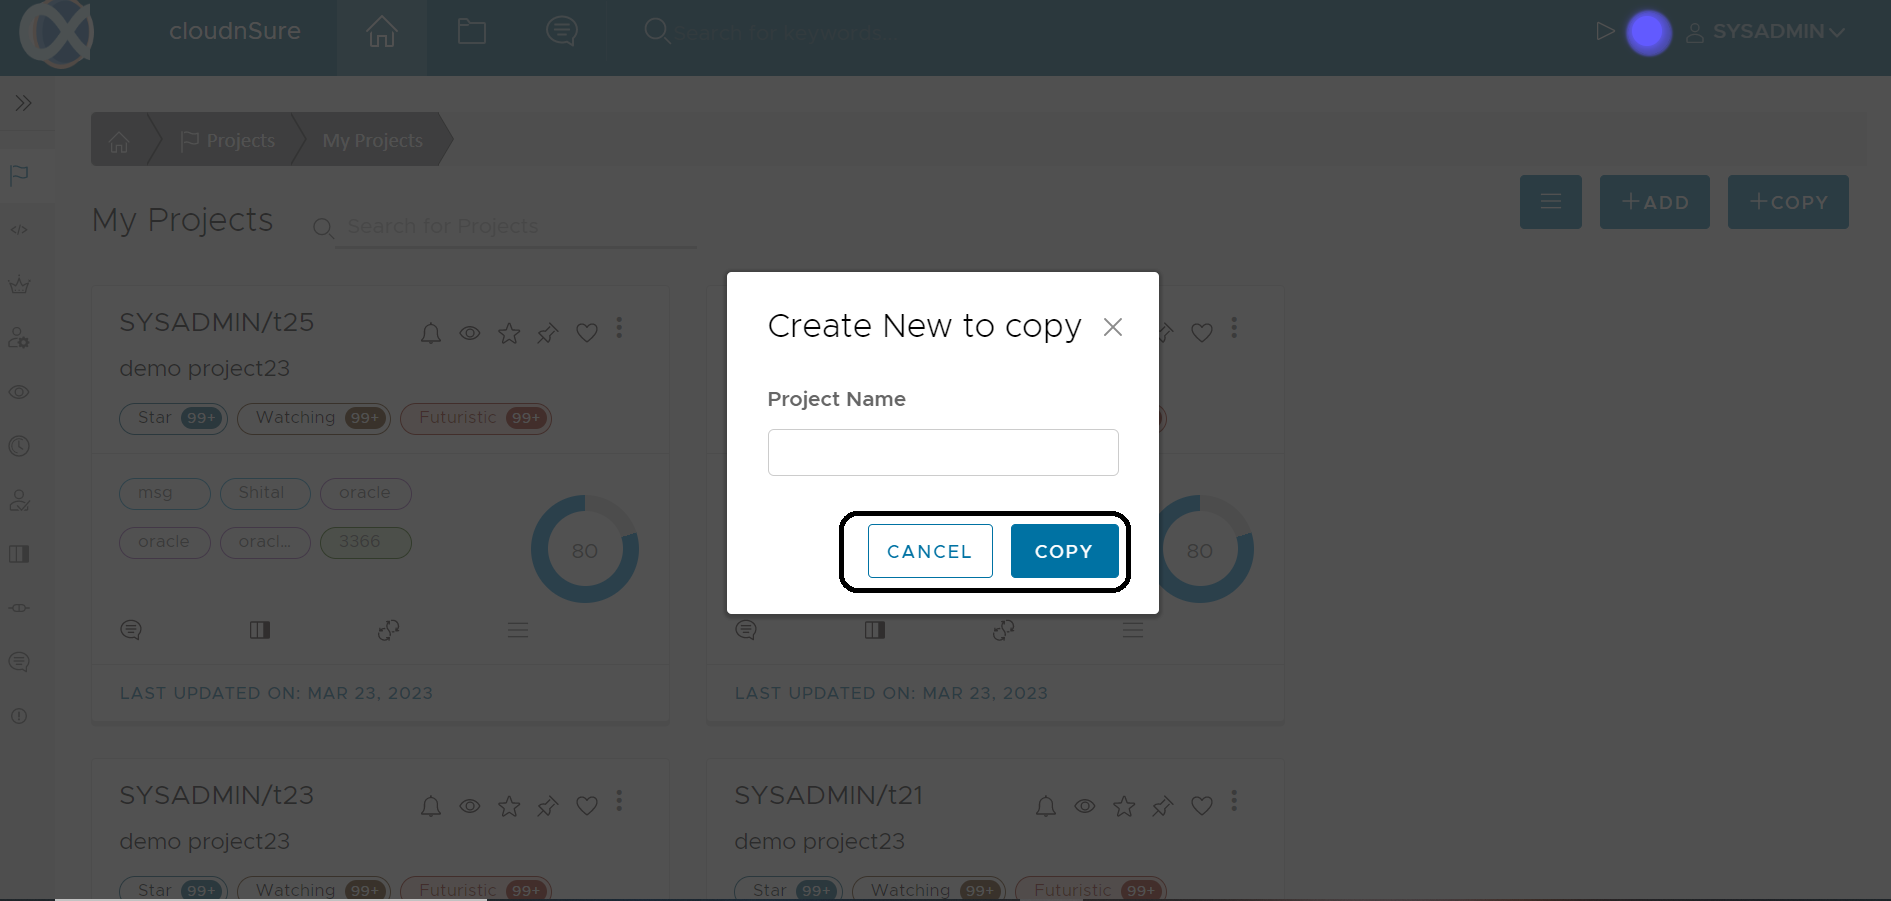 cloudnSure
Search for keywords...
SYSADMIN
Projects
My Projects
My Projects
Search for Projects
ADD
COPY
SYSADMIN/t25
demo project23
Star 99+
Watching 99+
Futuristic 99+
msg
Shital
oracle
oracle
oracl...
3366
80
LAST UPDATED ON: MAR 23, 2023
Create New to copy
Project Name
CANCEL
COPY
80
LAST UPDATED ON: MAR 23, 2023
SYSADMIN/t23
demo project23
Star 99+
Watching 99+
Futuristic 99+
SYSADMIN/t21
demo project23
Star 99+
Watching 99+
Futuristic 99+